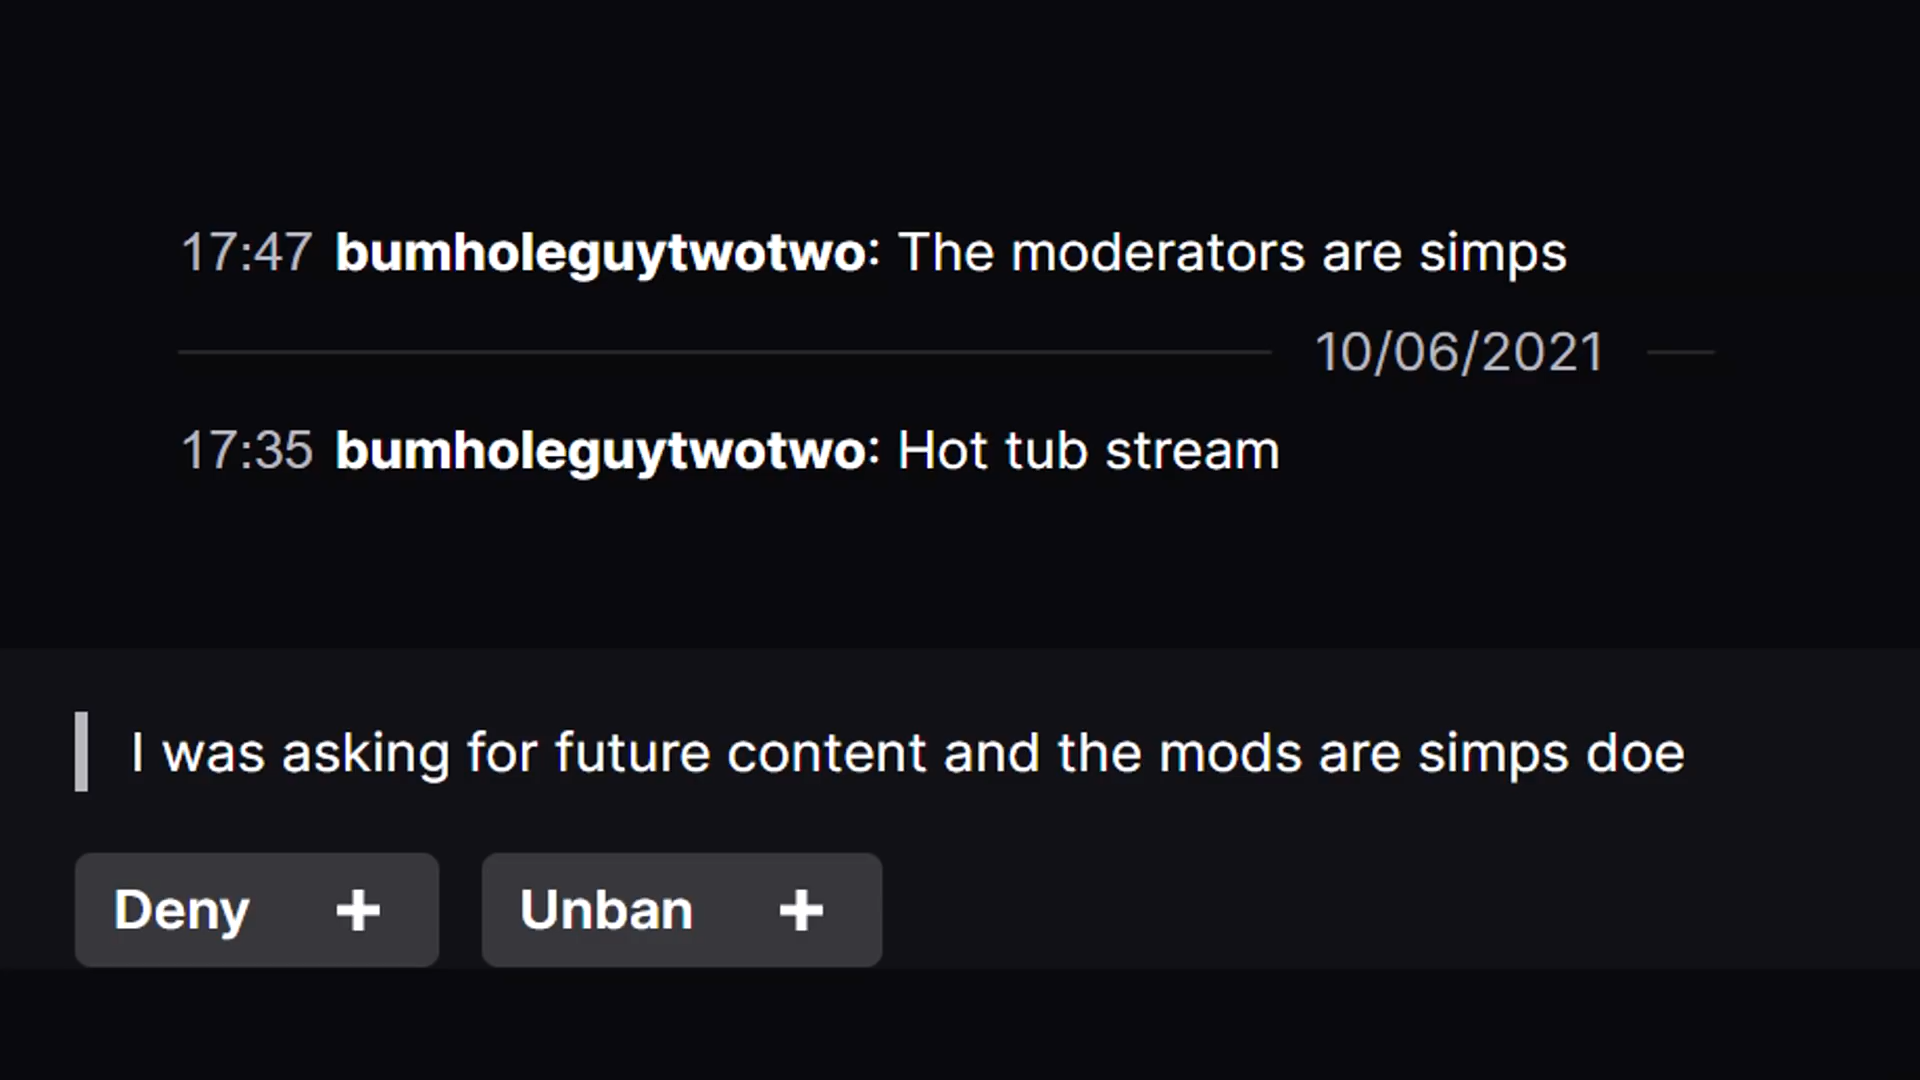 17:47 bumholeguytwotwo: The moderators are simps
10/06/2021
17:35 bumholeguytwotwo: Hot tub stream
I was asking for future content and the mods are simps doe
Deny +
Unban +